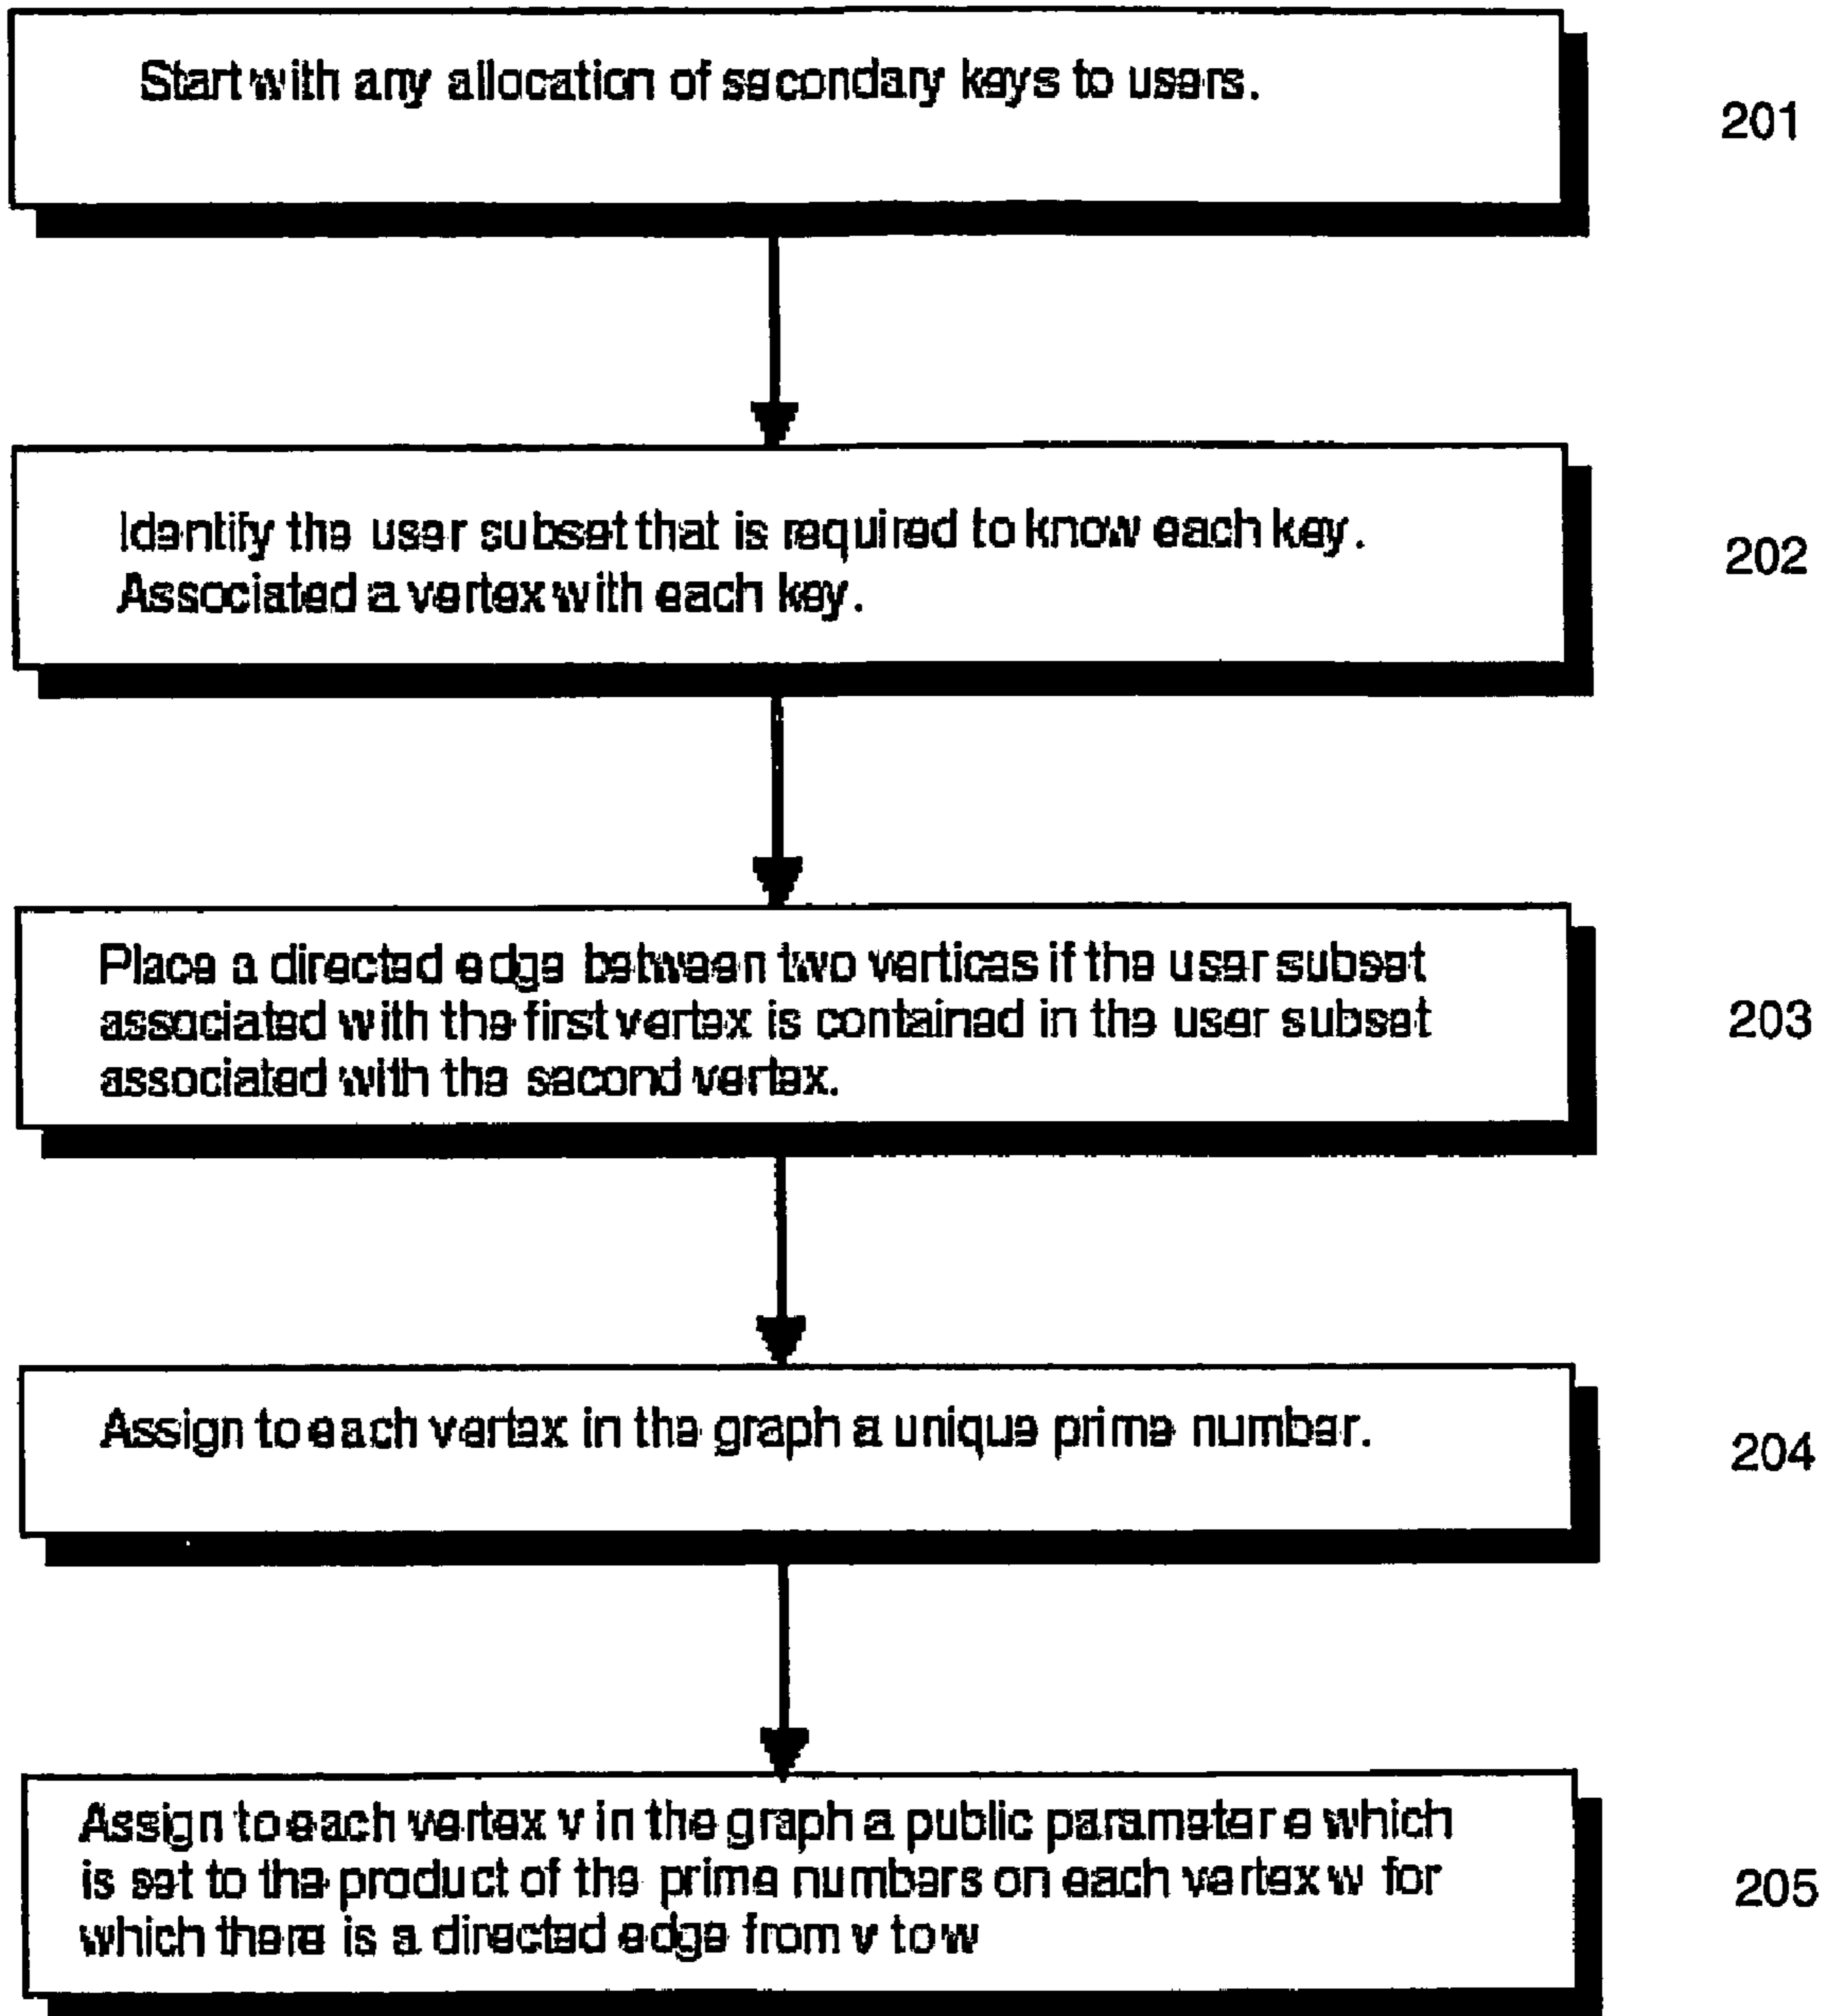 Start with any allocation of secondary keys to users.
201
Identify the user subset that is required to know each key.
Associated a vertex with each key.
202
Place a directed edge between two vertices if the user subset
associated with the first vertex is contained in the user subset
associated with the second vertex.
203
Assign to each vertex in the graph a unique prime number.
204
Assign to each vertex v in the graph a public parameter e which
is set to the product of the prime numbers on each vertex w for
which there is a directed edge from v to w
205